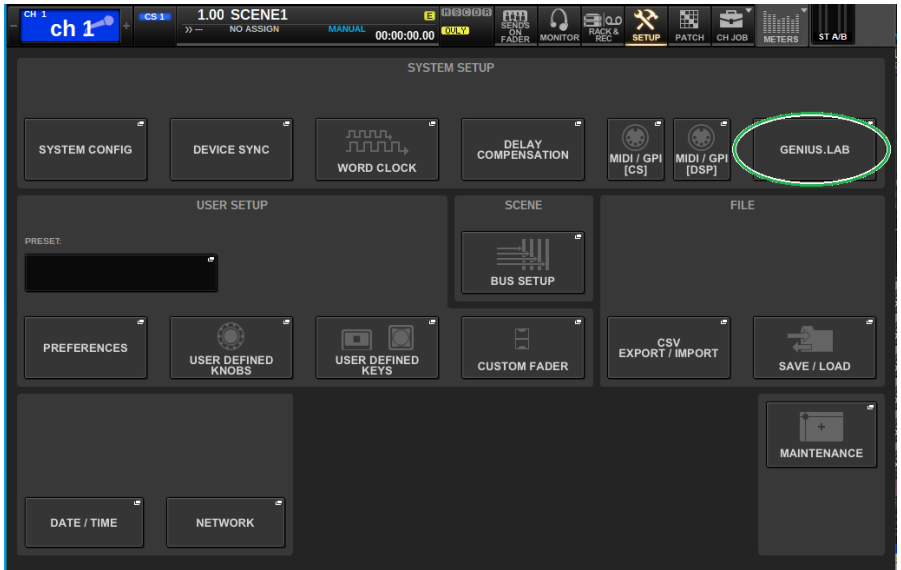 CH 1
ch 1
CS 1
1.00 SCENE1
NO ASSIGN
MANUAL
00:00:00.00
E
SENDS ON FADER
MONITOR
RACK & REC
SETUP
PATCH
CH JOB
METERS
ST A/B
SYSTEM SETUP
SYSTEM CONFIG
DEVICE SYNC
WORD CLOCK
DELAY
COMPENSATION
MIDI / GPI
[CS]
MIDI / GPI
[DSP]
GENIUS.LAB
USER SETUP
SCENE
FILE
PRESET:
BUS SETUP
PREFERENCES
USER DEFINED
KNOBS
USER DEFINED
KEYS
CUSTOM FADER
CSV
EXPORT / IMPORT
SAVE / LOAD
MAINTENANCE
DATE / TIME
NETWORK